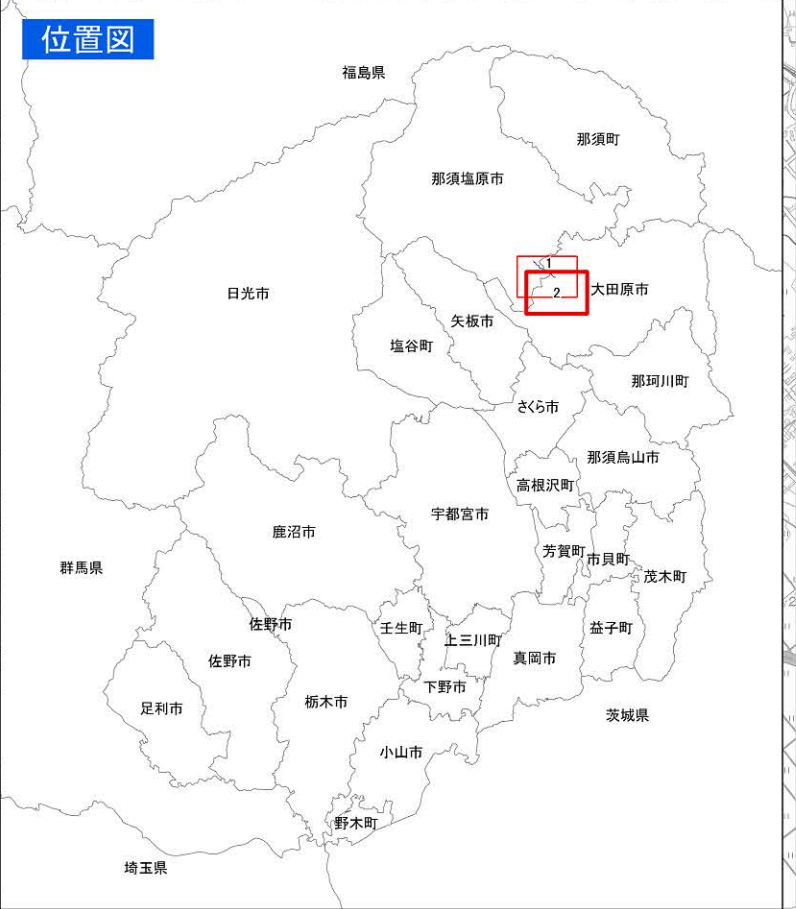 位置図
福島県
那須町
那須塩原市
1
大田原市
2
日光市
矢板市
塩谷町
那珂川町
さくら市
那須烏山市
高根沢町
宇都宮市
鹿沼市
芳賀町
市貝町
群馬県
茂木町
佐野市
壬生町
益子町
上三川町
真岡市
佐野市
下野市
栃木市
足利市
茨城県
小山市
野木町
埼玉県